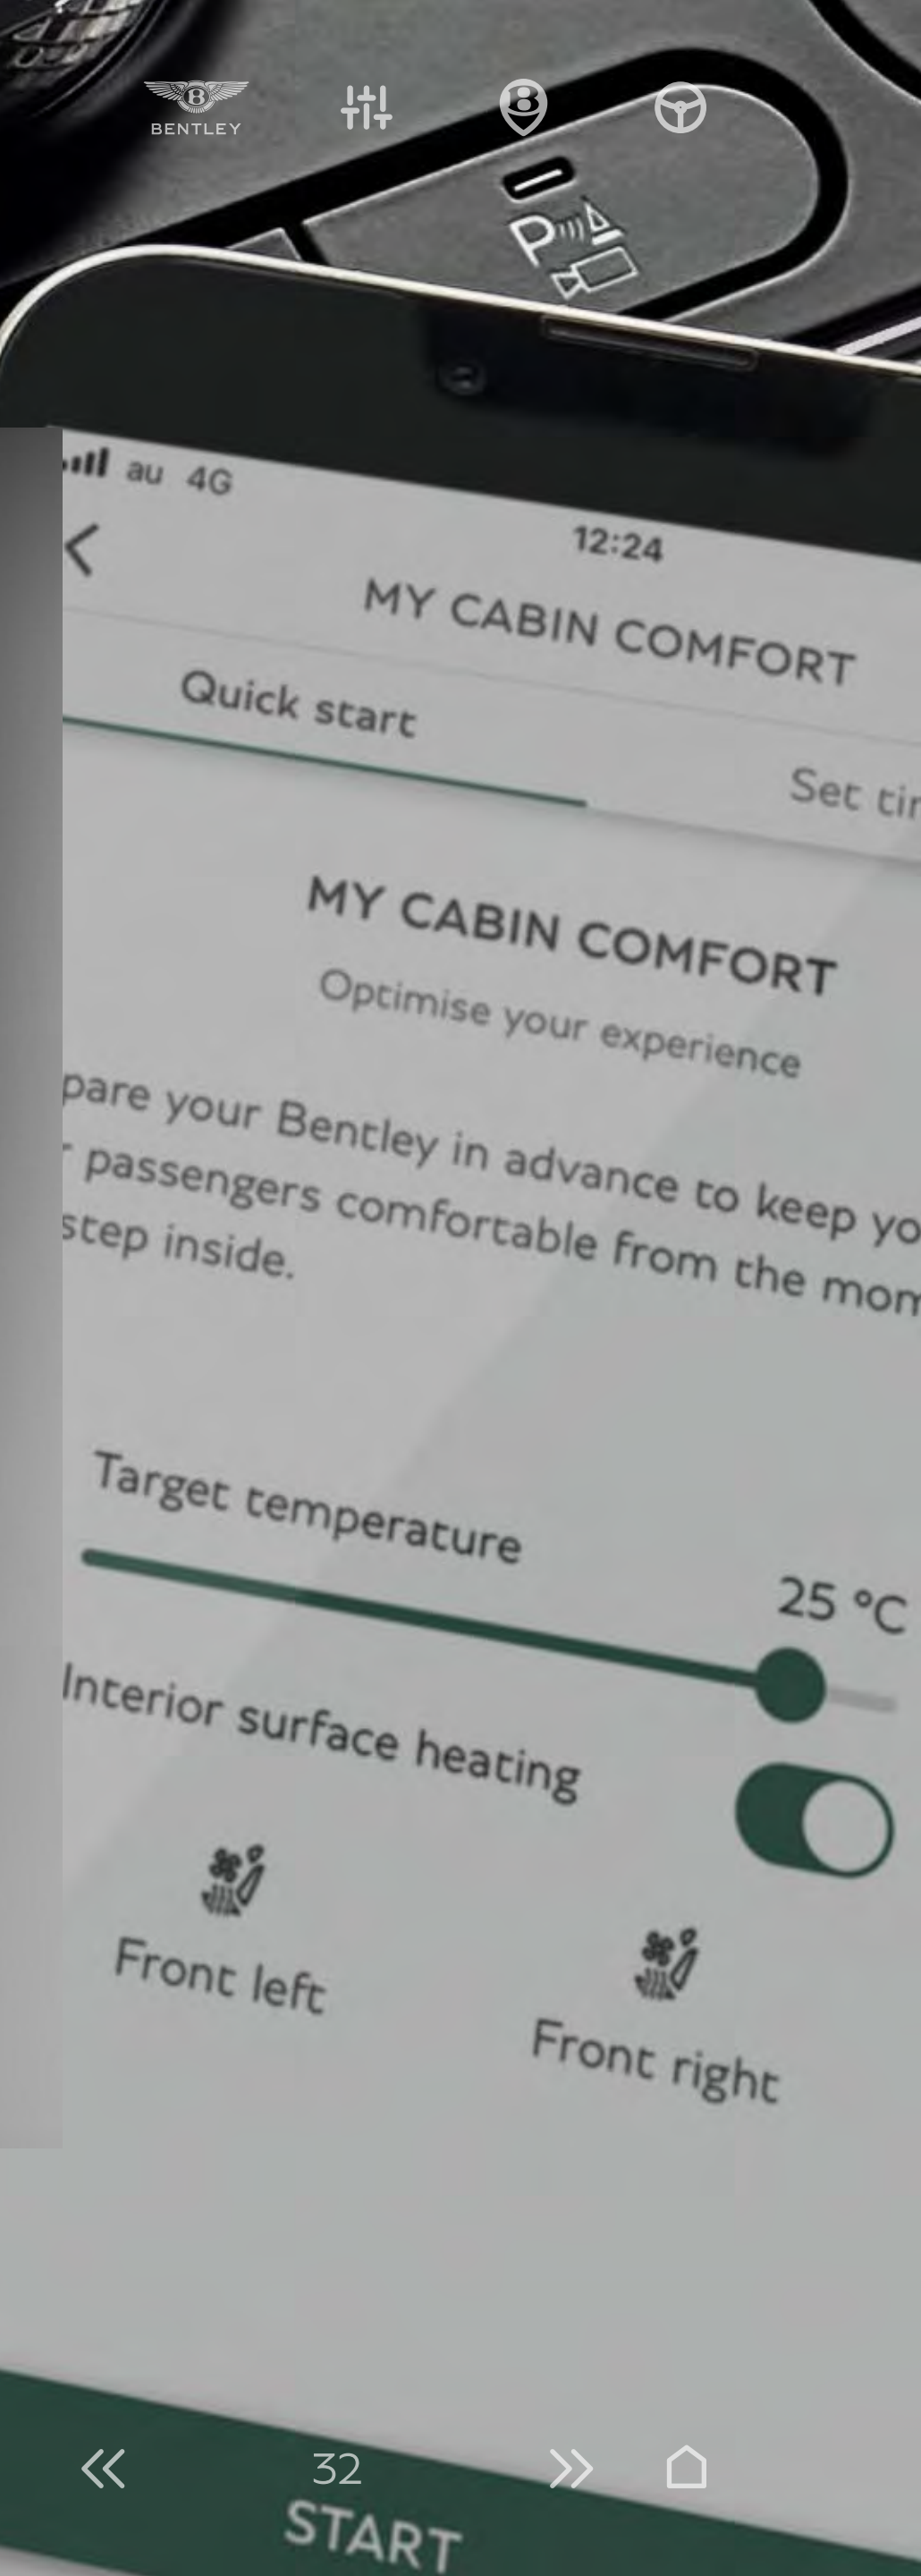 BENTLEY
P
au 4G
12:24
MY CABIN COMFORT
Quick start
Set
MY CABIN COMFORT
Optimise your experience
pare your Bentley in advance to keep yo
r passengers comfortable from the mom
step inside.
Target temperature
25 °C
Interior surface heating
Front left
Front right
32
START